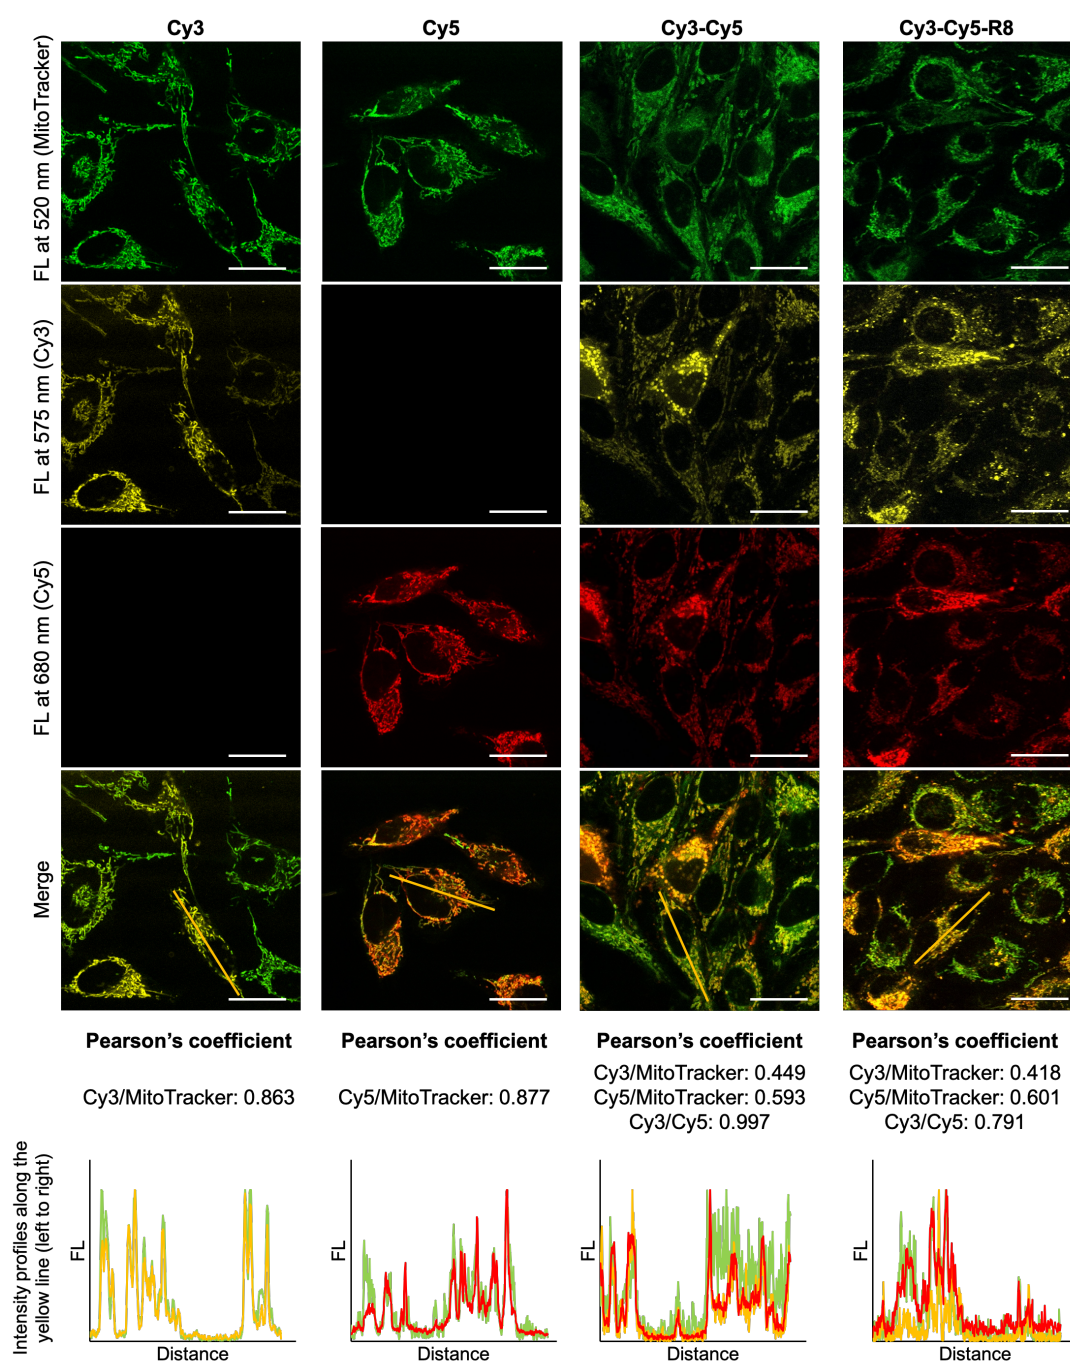 Cy3
Cy5
Cy3-Cy5
Cy3-Cy5-R8
FL at 520 nm (MitoTracker)
FL at 575 nm (Cy3)
FL at 680 nm (Cy5)
Merge
Pearson's coefficient
Pearson's coefficient
Pearson's coefficient
Pearson's coefficient
Cy3/MitoTracker: 0.863
Cy5/MitoTracker: 0.877
Cy3/MitoTracker: 0.449
Cy5/MitoTracker: 0.593
Cy3/Cy5: 0.997
Cy3/MitoTracker: 0.418
Cy5/MitoTracker: 0.601
Cy3/Cy5: 0.791
Intensity profiles along the
yellow line (left to right)
FL
Distance
FL
Distance
FL
Distance
FL
Distance